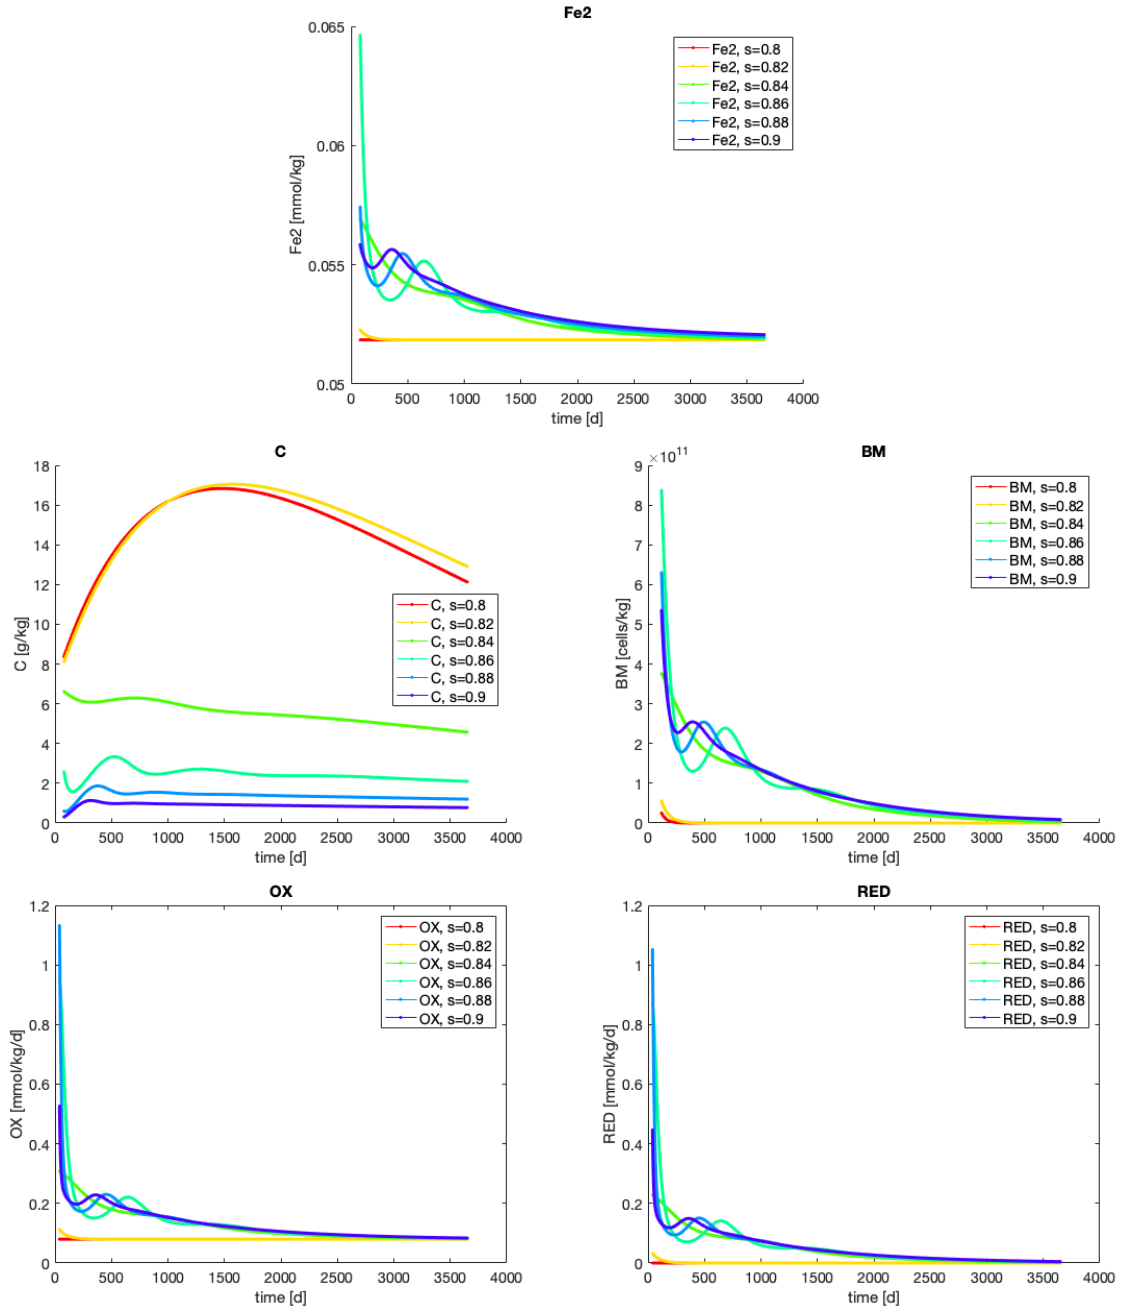 Fe2
0.065
0.06
0.055
0.05
Fe2 [mmol/kg]
0 500 1000 1500 2000 2500 3000 3500 4000
time [d]
Fe2, s=0.8
Fe2, s=0.82
Fe2, s=0.84
Fe2, s=0.86
Fe2, s=0.88
Fe2, s=0.9
C
18
16
14
12
10
8
6
4
2
0
C [g/kg]
0 500 1000 1500 2000 2500 3000 3500 4000
time [d]
C, s=0.8
C, s=0.82
C, s=0.84
C, s=0.86
C, s=0.88
C, s=0.9
BM
×10^11
9
8
7
6
5
4
3
2
1
0
BM [cells/kg]
0 500 1000 1500 2000 2500 3000 3500 4000
time [d]
BM, s=0.8
BM, s=0.82
BM, s=0.84
BM, s=0.86
BM, s=0.88
BM, s=0.9
OX
1.2
1
0.8
0.6
0.4
0.2
0
OX [mmol/kg/d]
0 500 1000 1500 2000 2500 3000 3500 4000
time [d]
OX, s=0.8
OX, s=0.82
OX, s=0.84
OX, s=0.86
OX, s=0.88
OX, s=0.9
RED
1.2
1
0.8
0.6
0.4
0.2
0
RED [mmol/kg/d]
0 500 1000 1500 2000 2500 3000 3500 4000
time [d]
RED, s=0.8
RED, s=0.82
RED, s=0.84
RED, s=0.86
RED, s=0.88
RED, s=0.9